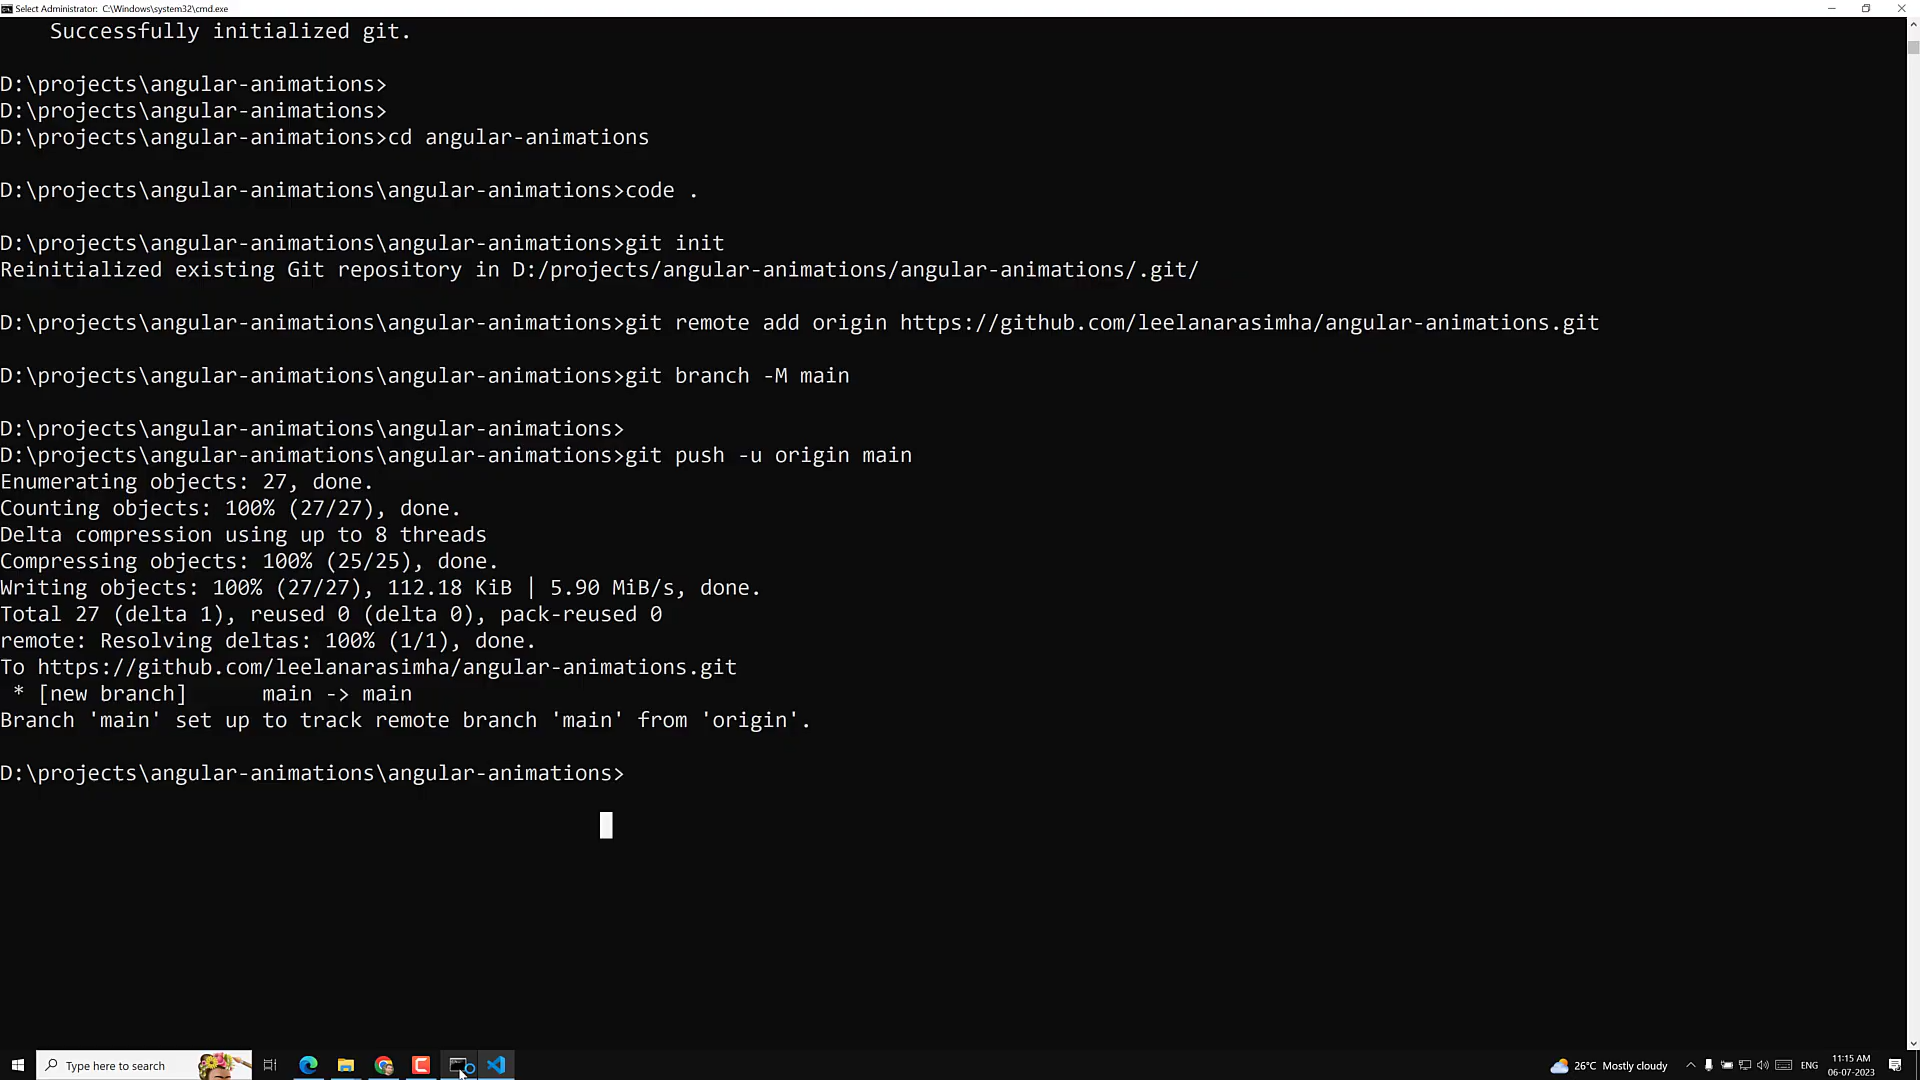 Select Administrator: C:\Windows\system32\cmd.exe
Successfully initialized git.
D:\projects\angular-animations>
D:\projects\angular-animations>
D:\projects\angular-animations>cd angular-animations
D:\projects\angular-animations\angular-animations>code .
D:\projects\angular-animations\angular-animations>git init
Reinitialized existing Git repository in D:/projects/angular-animations/angular-animations/.git/
D:\projects\angular-animations\angular-animations>git remote add origin https://github.com/leelanarasimha/angular-animations.git
D:\projects\angular-animations\angular-animations>git branch -M main
D:\projects\angular-animations\angular-animations>
D:\projects\angular-animations\angular-animations>git push -u origin main
Enumerating objects: 27, done.
Counting objects: 100% (27/27), done.
Delta compression using up to 8 threads
Compressing objects: 100% (25/25), done.
Writing objects: 100% (27/27), 112.18 KiB | 5.90 MiB/s, done.
Total 27 (delta 1), reused 0 (delta 0), pack-reused 0
remote: Resolving deltas: 100% (1/1), done.
To https://github.com/leelanarasimha/angular-animations.git
 * [new branch]      main -> main
Branch 'main' set up to track remote branch 'main' from 'origin'.
D:\projects\angular-animations\angular-animations>
Type here to search
26°C Mostly cloudy
ENG
11:15 AM
06-07-2023